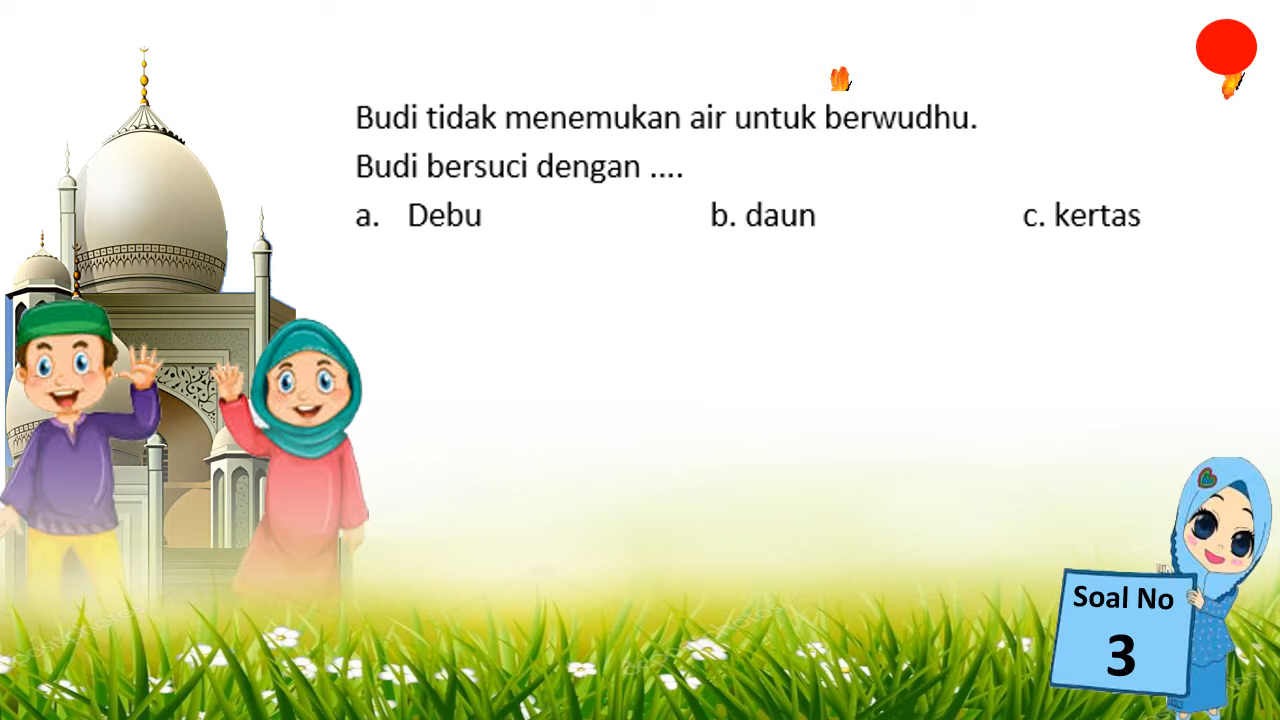 Budi tidak menemukan air untuk berwudhu.
Budi bersuci dengan ....
a. Debu b. daun c. kertas
Soal No
3